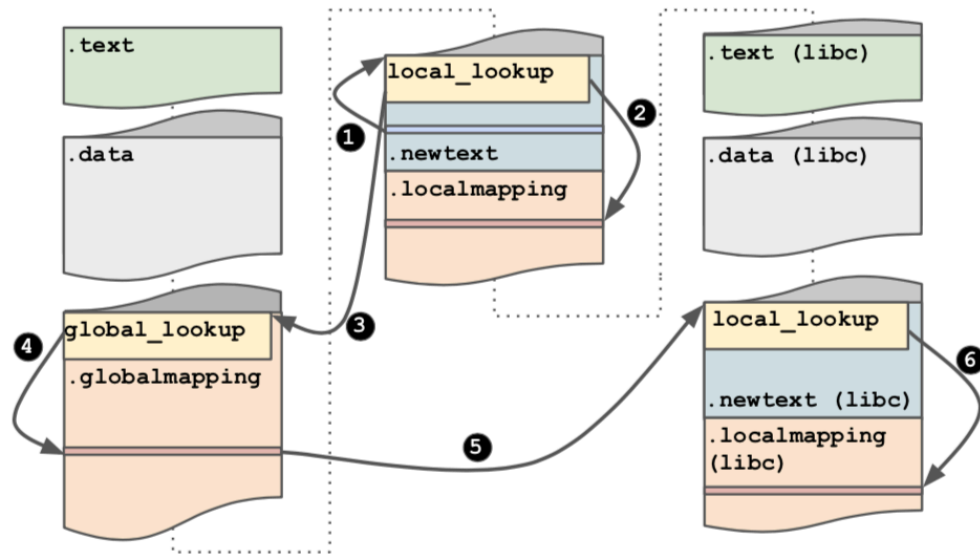 .text
.data
global_lookup
.globalmapping
local_lookup
.newtext
.localmapping
.text (libc)
.data (libc)
local_lookup
.newtext (libc)
.localmapping
(libc)
1
2
3
4
5
6